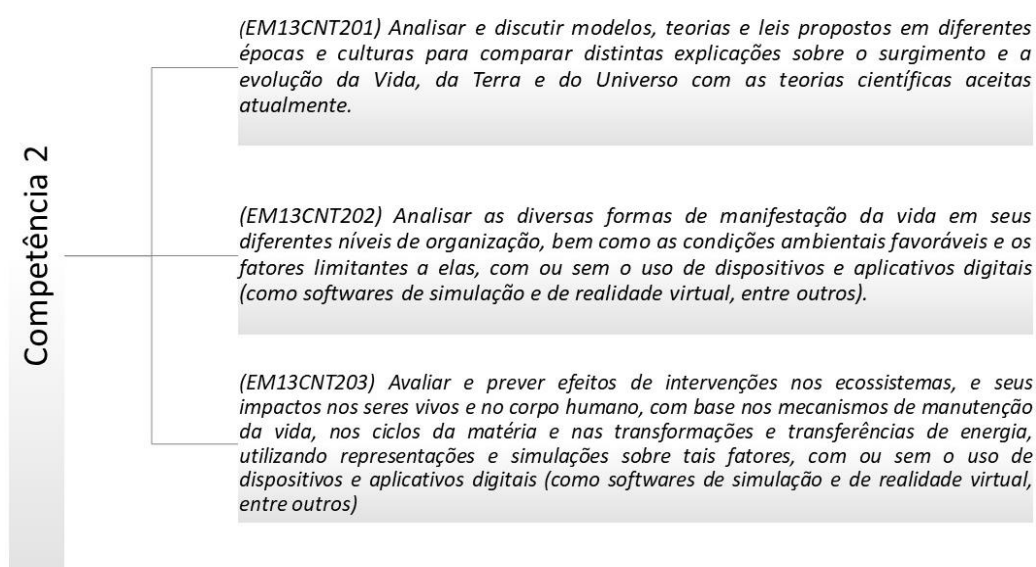 Competência 2
(EM13CNT201) Analisar e discutir modelos, teorias e leis propostos em diferentes
épocas e culturas para comparar distintas explicações sobre o surgimento e a
evolução da Vida, da Terra e do Universo com as teorias científicas aceitas
atualmente.
(EM13CNT202) Analisar as diversas formas de manifestação da vida em seus
diferentes níveis de organização, bem como as condições ambientais favoráveis e os
fatores limitantes a elas, com ou sem o uso de dispositivos e aplicativos digitais
(como softwares de simulação e de realidade virtual, entre outros).
(EM13CNT203) Avaliar e prever efeitos de intervenções nos ecossistemas, e seus
impactos nos seres vivos e no corpo humano, com base nos mecanismos de manutenção
da vida, nos ciclos da matéria e nas transformações e transferências de energia,
utilizando representações e simulações sobre tais fatores, com ou sem o uso de
dispositivos e aplicativos digitais (como softwares de simulação e de realidade virtual,
entre outros)